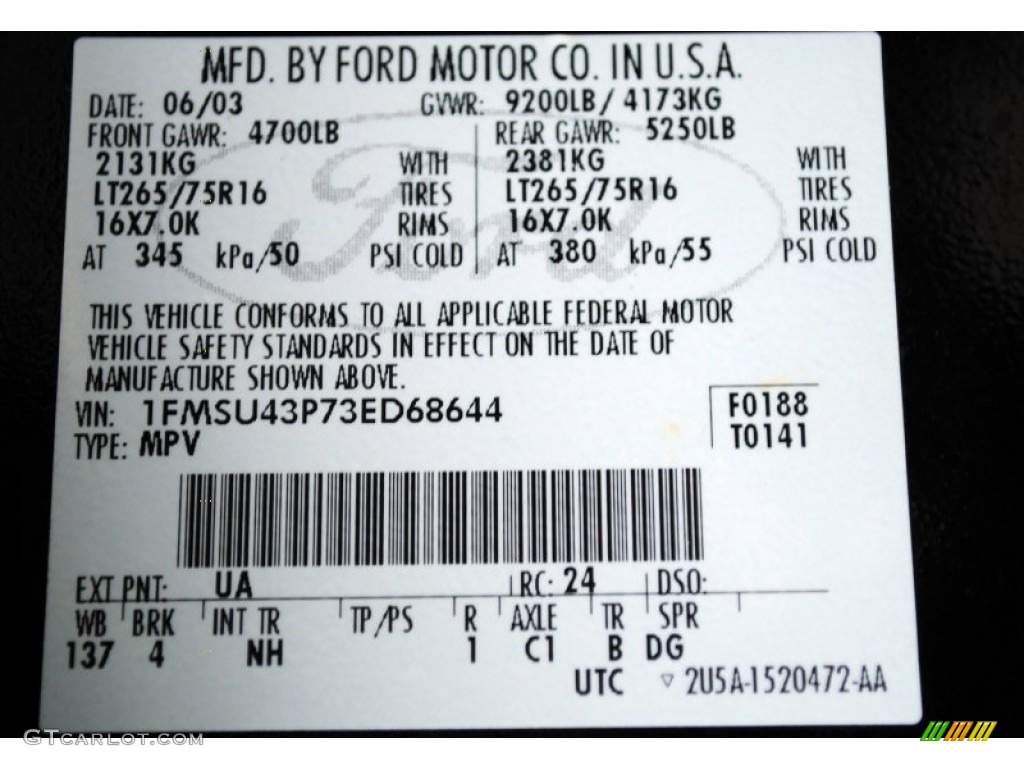 MFD. BY FORD MOTOR CO. IN U.S.A.
DATE: 06/03 GVWR: 9200LB/ 4173KG
FRONT GAWR: 4700LB REAR GAWR: 5250LB
2131KG WITH 2381KG WITH
LT265/75R16 TIRES LT265/75R16 TIRES
16X7.0K RIMS 16X7.0K RIMS
AT 345 kPa/50 PSI COLD AT 380 kPa/55 PSI COLD
Ford
THIS VEHICLE CONFORMS TO ALL APPLICABLE FEDERAL MOTOR
VEHICLE SAFETY STANDARDS IN EFFECT ON THE DATE OF
MANUFACTURE SHOWN ABOVE.
VIN: 1FMSU43P73ED68644 F0188
TYPE: MPV T0141
EXT PNT: UA RC: 24 DSO:
WB BRK INT TR TP/PS R AXLE TR SPR
137 4 NH 1 C1 B DG
UTC ▽ 2U5A-1520472-AA
GTcarlot.com